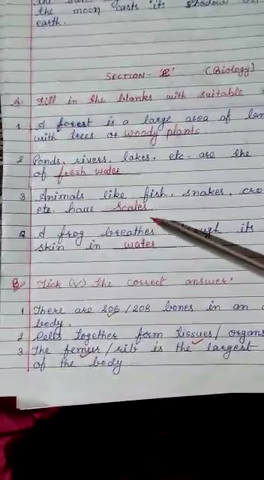 the moon casts its shadow on
earth.
Section- 'B' (Biology)
A. Fill in the blanks with suitable
1 A forest is a large area of lan
with trees or woody plants
2 Ponds, rivers, lakes, etc. are the
of fresh water
3 Animals like fish, snakes, cro
etc. have scales
4 A frog breathes through its
skin in water
B. Tick (√) the correct answer.
1 There are 206/208 bones in an a
body.
2 Cells together form tissues/organs
3 The femur/rib is the largest
of the body